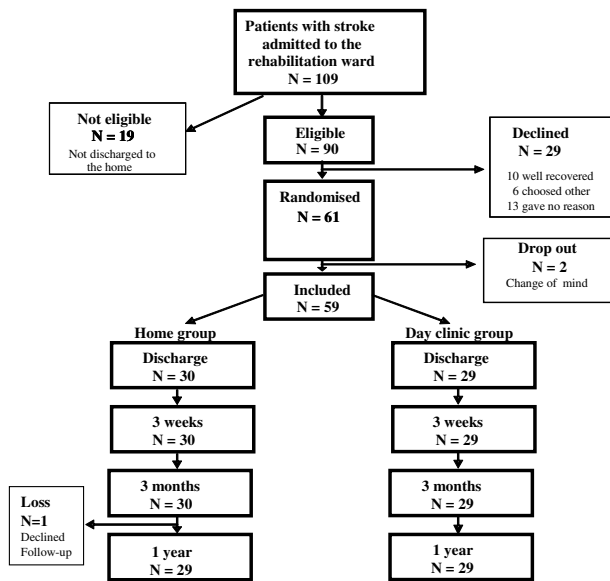 Patients with stroke
admitted to the
rehabilitation ward
N = 109
Not eligible
N = 19
Not discharged to
the home
Eligible
N = 90
Declined
N = 29
10 well recovered
6 choosed other
13 gave no reason
Randomised
N = 61
Drop out
N = 2
Change of mind
Included
N = 59
Home group
Discharge
N = 30
3 weeks
N = 30
3 months
N = 30
Loss
N=1
Declined
Follow-up
1 year
N = 29
Day clinic group
Discharge
N = 29
3 weeks
N = 29
3 months
N = 29
1 year
N = 29